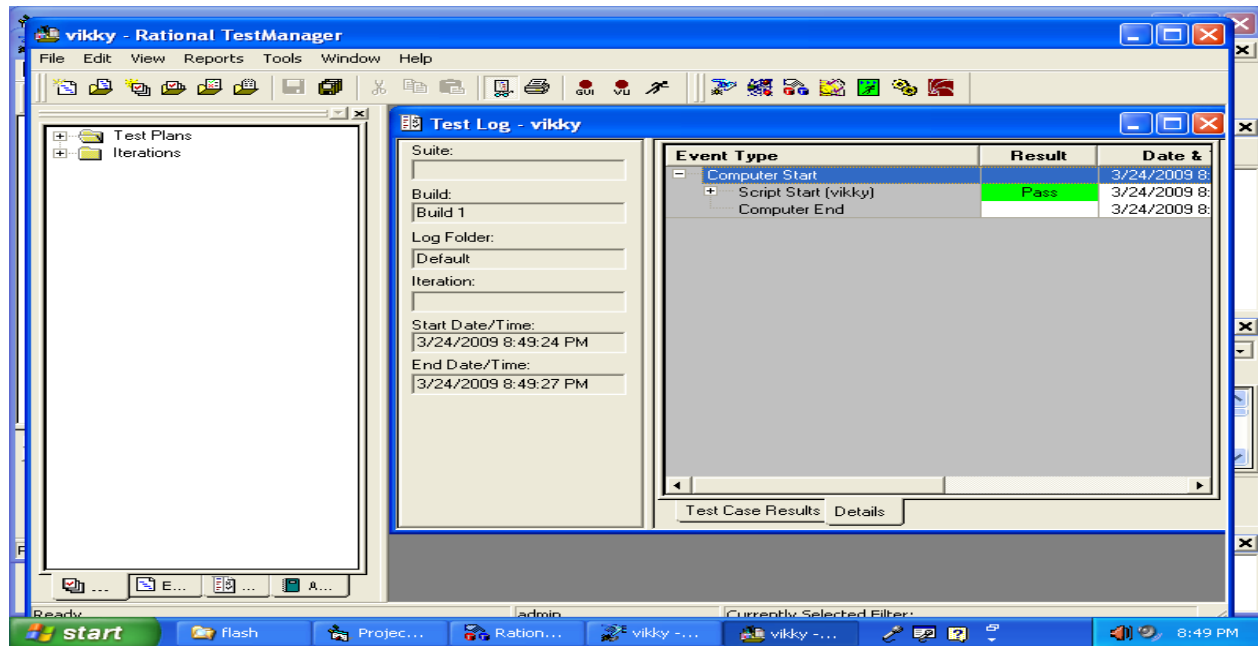 vikky - Rational TestManager
File Edit View Reports Tools Window Help
GUI VU
Test Plans
Iterations
Test Log - vikky
Suite:
Build:
Build 1
Log Folder:
Default
Iteration:
Start Date/Time:
3/24/2009 8:49:24 PM
End Date/Time:
3/24/2009 8:49:27 PM
Event Type Result Date &
Computer Start 3/24/2009 8:
Script Start (vikky) Pass 3/24/2009 8:
Computer End 3/24/2009 8:
Test Case Results Details
... E... ... A...
Ready admin Currently Selected Filter:
start flash Projec... Ration... vikky -... vikky -... 8:49 PM